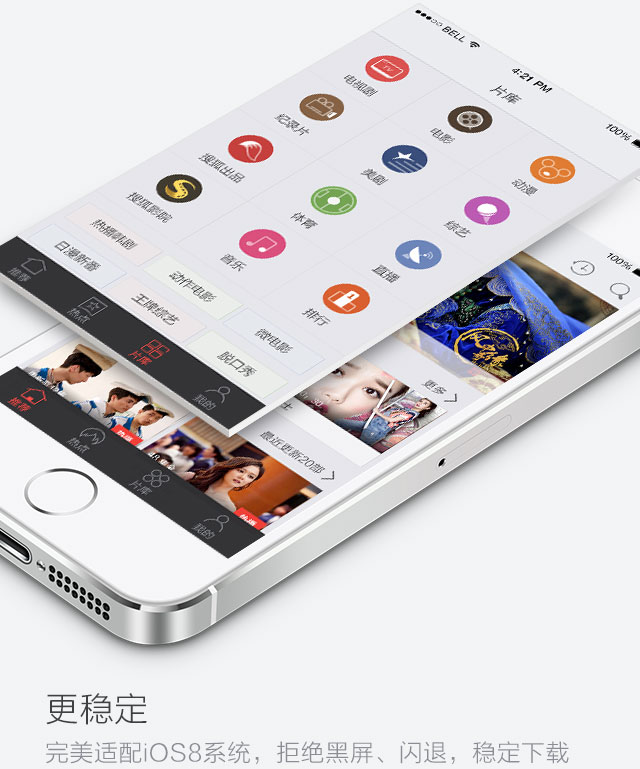 BELL
4:21 PM
100%
片库
电视剧
电影
动漫
纪录片
美剧
综艺
搜狐出品
体育
直播
搜狐影院
音乐
排行
热播韩剧
动作电影
微电影
日漫新番
王牌综艺
脱口秀
推荐
热点
片库
我的
100%
更多
最近更新20部
推荐
热点
片库
我的
更稳定
完美适配iOS8系统，拒绝黑屏、闪退，稳定下载